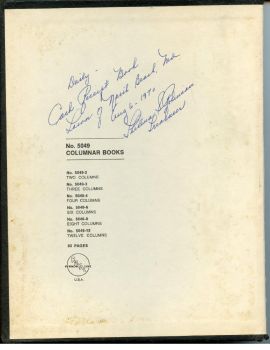 Daily
Cash Receipt Book
Town of North Beach, Md
Aug 6, 1970
Treasurer
No. 5049
COLUMNAR BOOKS
No. 5049-2
TWO COLUMNS
No. 5049-3
THREE COLUMNS
No. 5049-4
FOUR COLUMNS
No. 5049-6
SIX COLUMNS
No. 5049-8
EIGHT COLUMNS
No. 5049-12
TWELVE COLUMNS
80 PAGES
U.S.A.